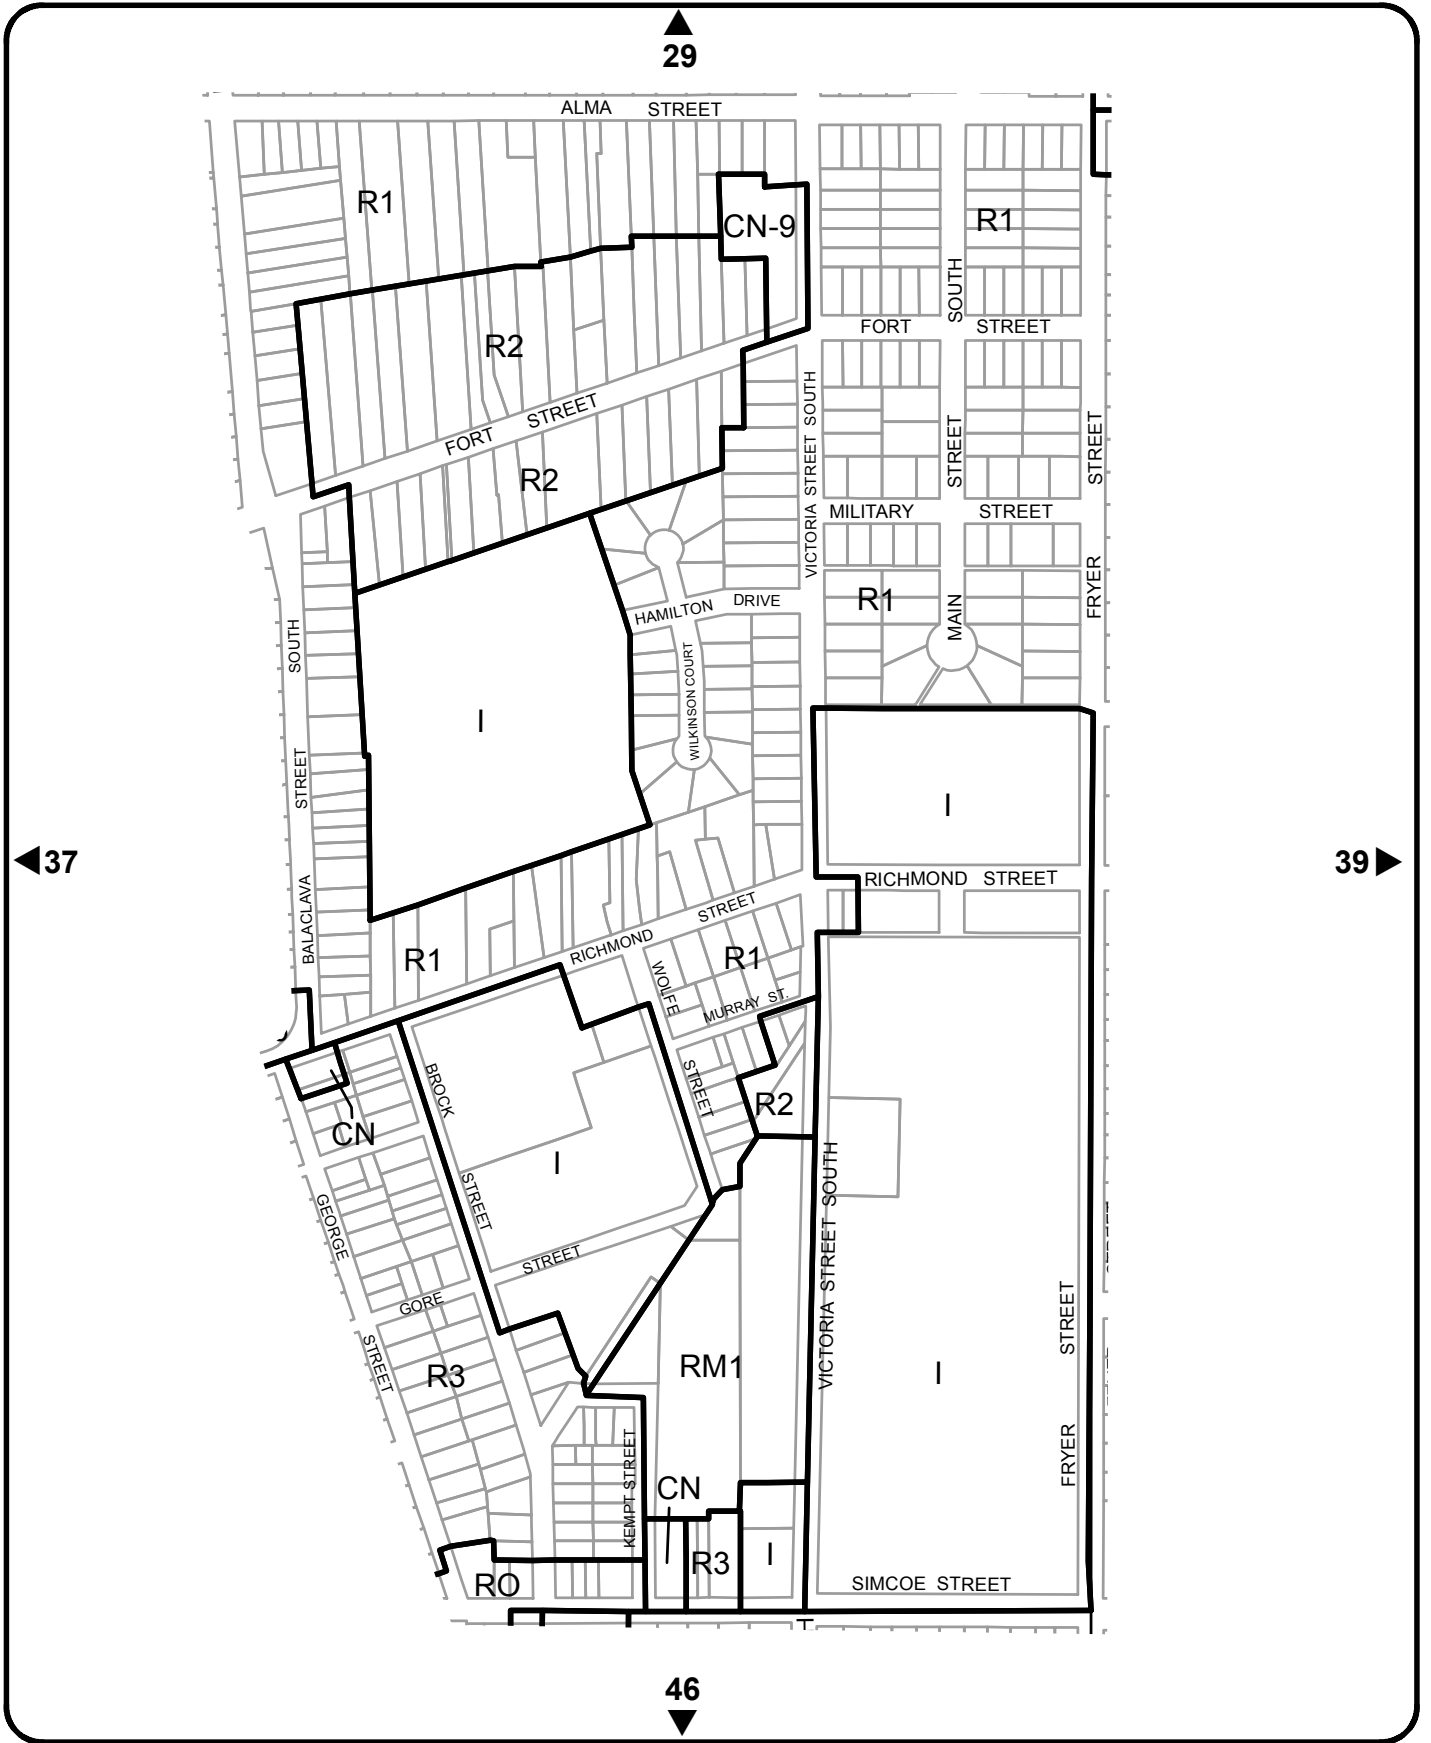 29
ALMA STREET
R1
CN-9
R1
SOUTH
FORT STREET
R2
FORT STREET
R2
VICTORIA STREET SOUTH
STREET
STREET
MILITARY STREET
R1
HAMILTON DRIVE
MAIN
FRYER
SOUTH
WILKINSON COURT
I
STREET
I
37
39
RICHMOND STREET
BALACLAVA
RICHMOND STREET
R1
R1
WOLFE
MURRAY ST.
BROCK
STREET
R2
CN
I
STREET
GEORGE
STREET
VICTORIA STREET SOUTH
GORE
STREET
STREET
R3
RM1
I
FRYER
KEMPT STREET
CN
R3
I
RO
SIMCOE STREET
46